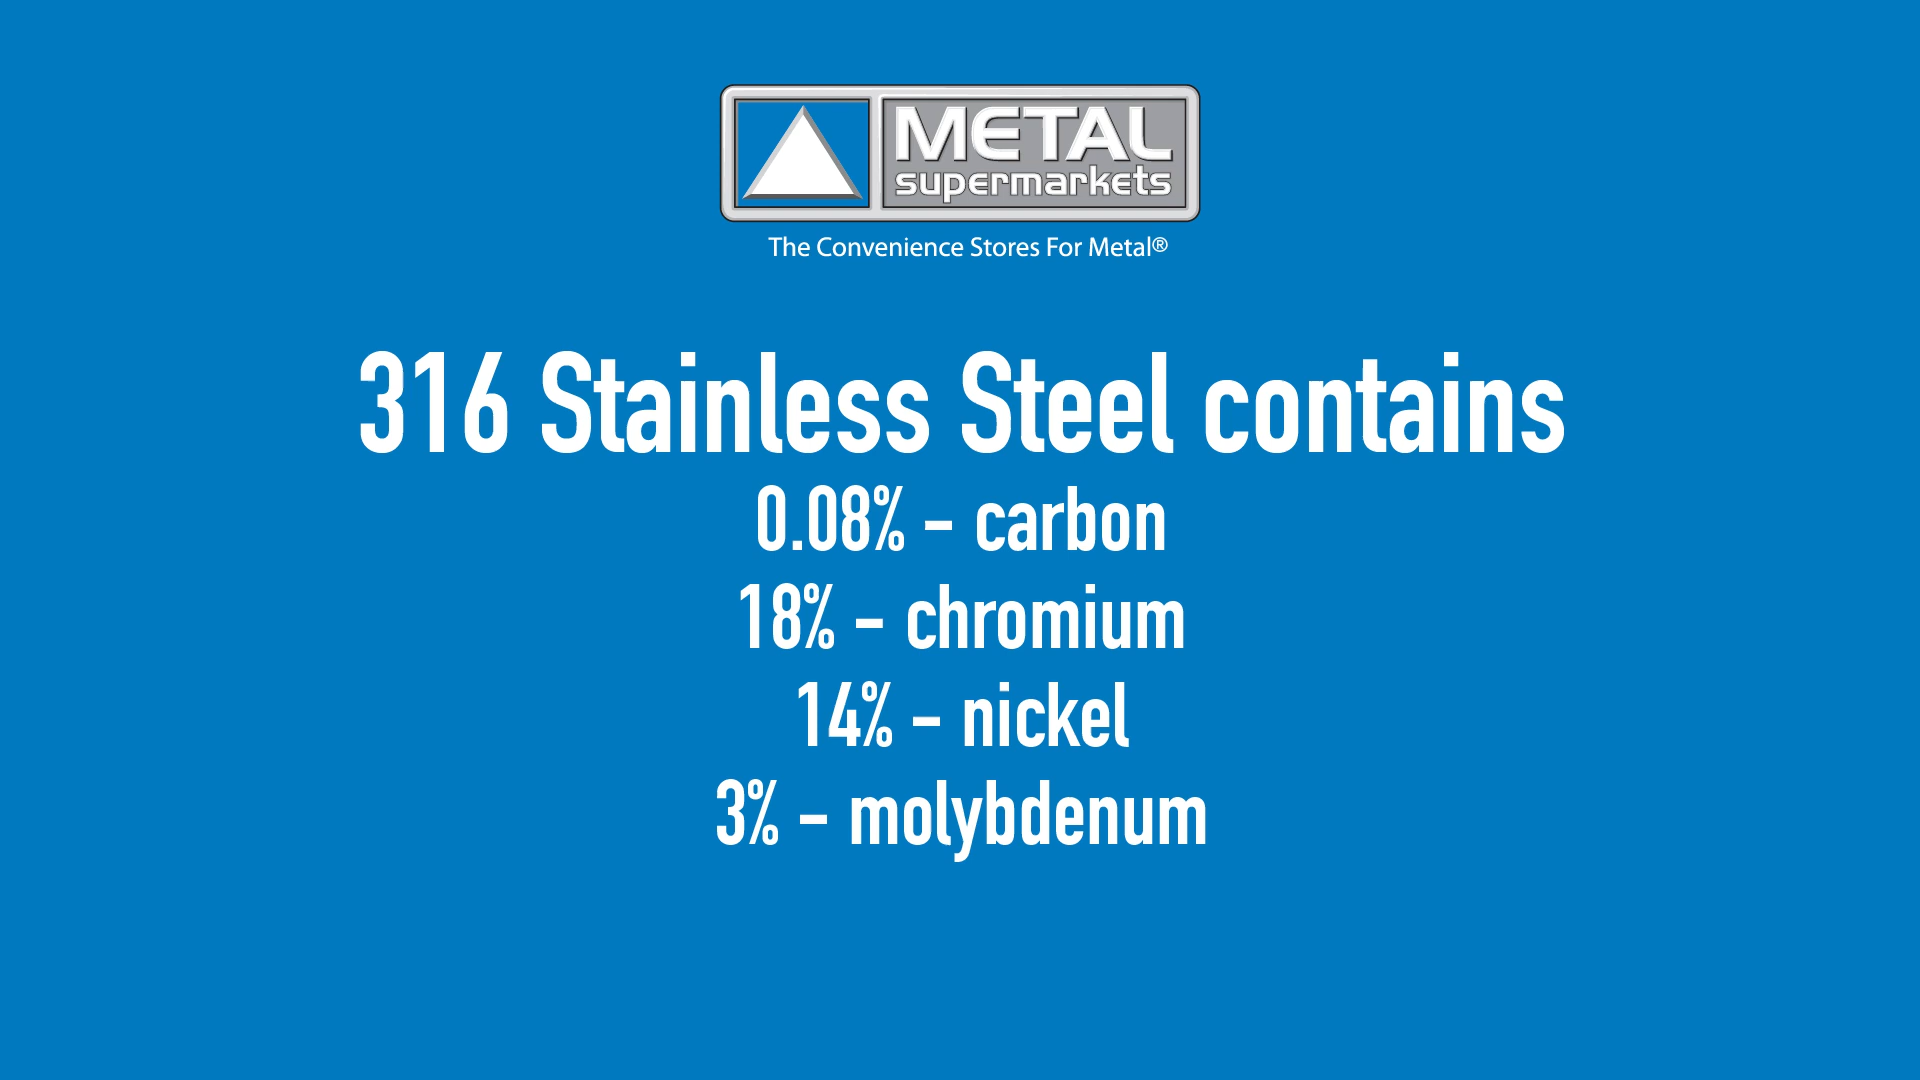 METAL
supermarkets
The Convenience Stores For Metal®
316 Stainless Steel contains
0.08% – carbon
18% – chromium
14% – nickel
3% – molybdenum